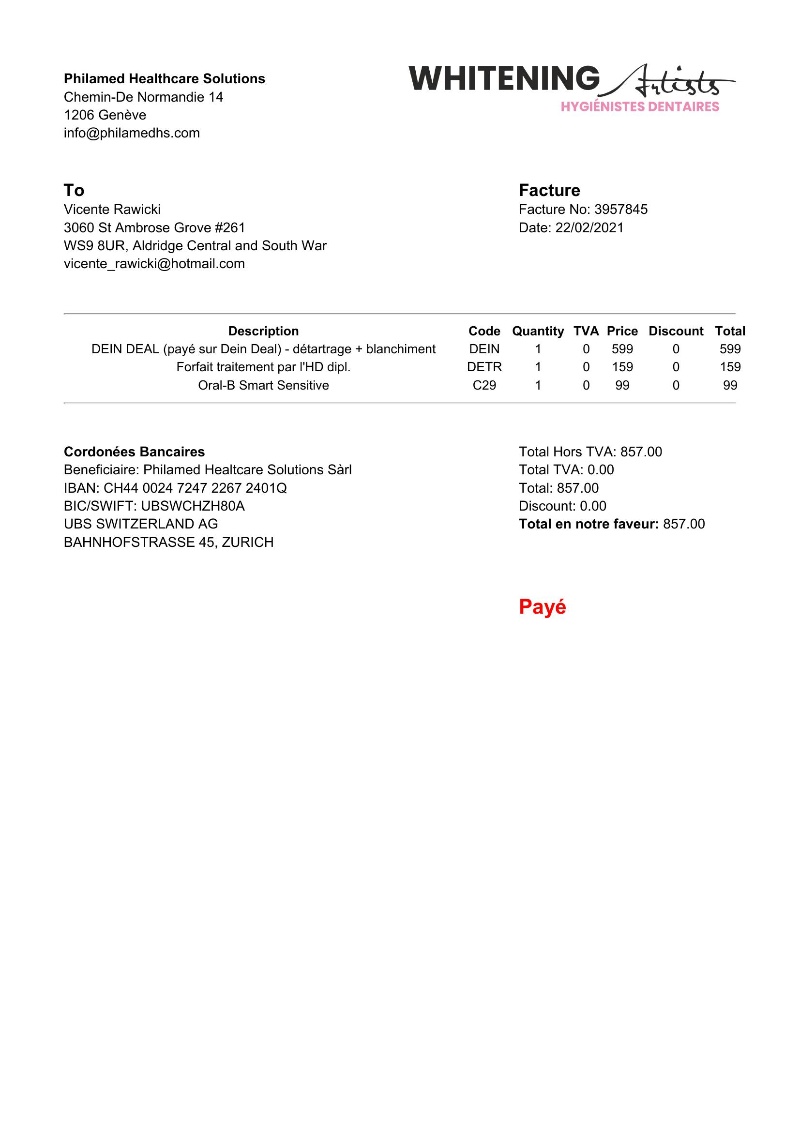 Philamed Healthcare Solutions
Chemin-De Normandie 14
1206 Genève
info@philamedhs.com
WHITENING Artists
HYGIÉNISTES DENTAIRES
To
Vicente Rawicki
3060 St Ambrose Grove #261
WS9 8UR, Aldridge Central and South War
vicente_rawicki@hotmail.com
Facture
Facture No: 3957845
Date: 22/02/2021
Description Code Quantity TVA Price Discount Total
DEIN DEAL (payé sur Dein Deal) - détartrage + blanchiment DEIN 1 0 599 0 599
Forfait traitement par l'HD dipl. DETR 1 0 159 0 159
Oral-B Smart Sensitive C29 1 0 99 0 99
Cordonées Bancaires
Beneficiaire: Philamed Healtcare Solutions Sàrl
IBAN: CH44 0024 7247 2267 2401Q
BIC/SWIFT: UBSWCHZH80A
UBS SWITZERLAND AG
BAHNHOFSTRASSE 45, ZURICH
Total Hors TVA: 857.00
Total TVA: 0.00
Total: 857.00
Discount: 0.00
Total en notre faveur: 857.00
Payé